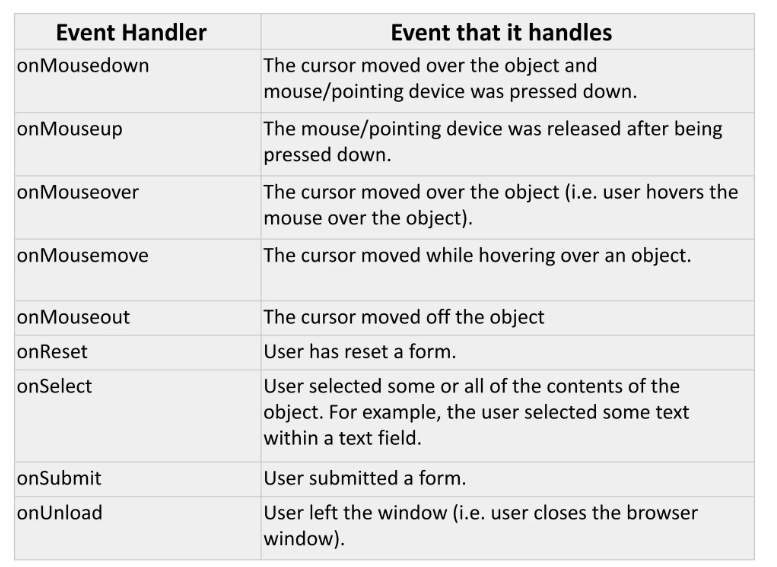 Event Handler
Event that it handles
onMousedown
The cursor moved over the object and
mouse/pointing device was pressed down.
onMouseup
The mouse/pointing device was released after being
pressed down.
onMouseover
The cursor moved over the object (i.e. user hovers the
mouse over the object).
onMousemove
The cursor moved while hovering over an object.
onMouseout
The cursor moved off the object
onReset
User has reset a form.
onSelect
User selected some or all of the contents of the
object. For example, the user selected some text
within a text field.
onSubmit
User submitted a form.
onUnload
User left the window (i.e. user closes the browser
window).